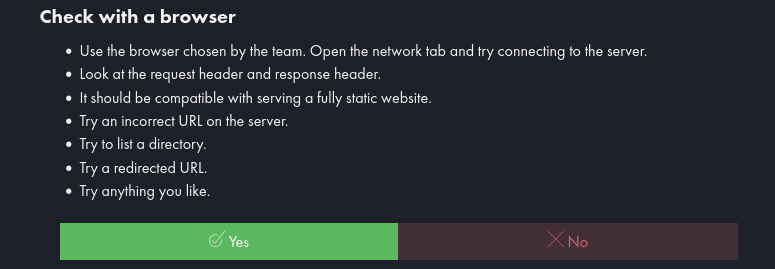 Check with a browser
• Use the browser chosen by the team. Open the network tab and try connecting to the server.
• Look at the request header and response header.
• It should be compatible with serving a fully static website.
• Try an incorrect URL on the server.
• Try to list a directory.
• Try a redirected URL.
• Try anything you like.
Yes
No